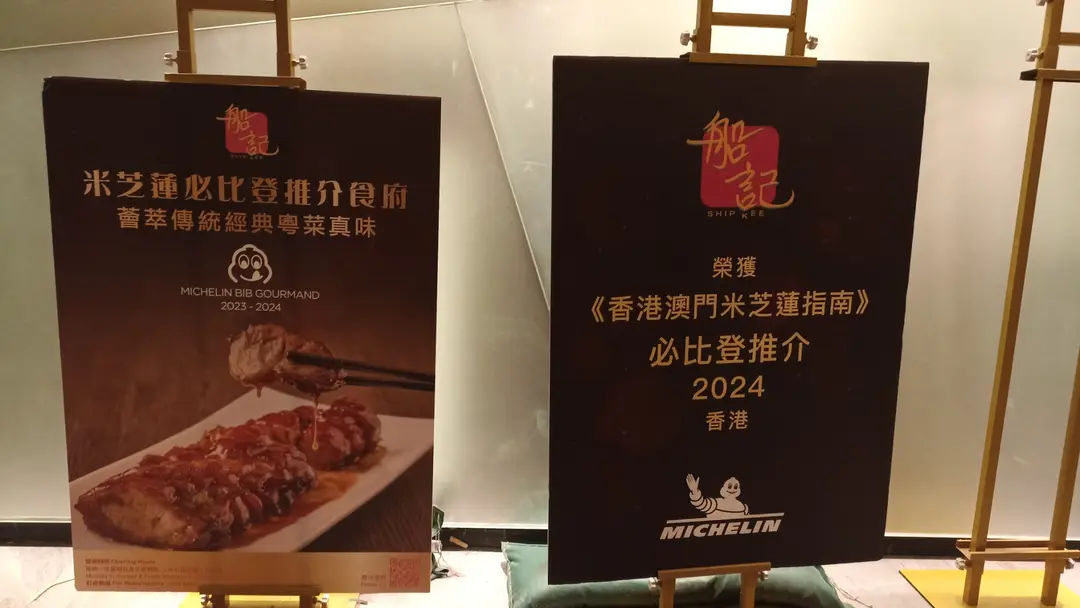 船記
SHIP KEE
米芝蓮必比登推介食府
薈萃傳統經典粵菜真味
MICHELIN BIB GOURMAND
2023 - 2024
船記
SHIP KEE
榮獲
《香港澳門米芝蓮指南》
必比登推介
2024
香港
MICHELIN